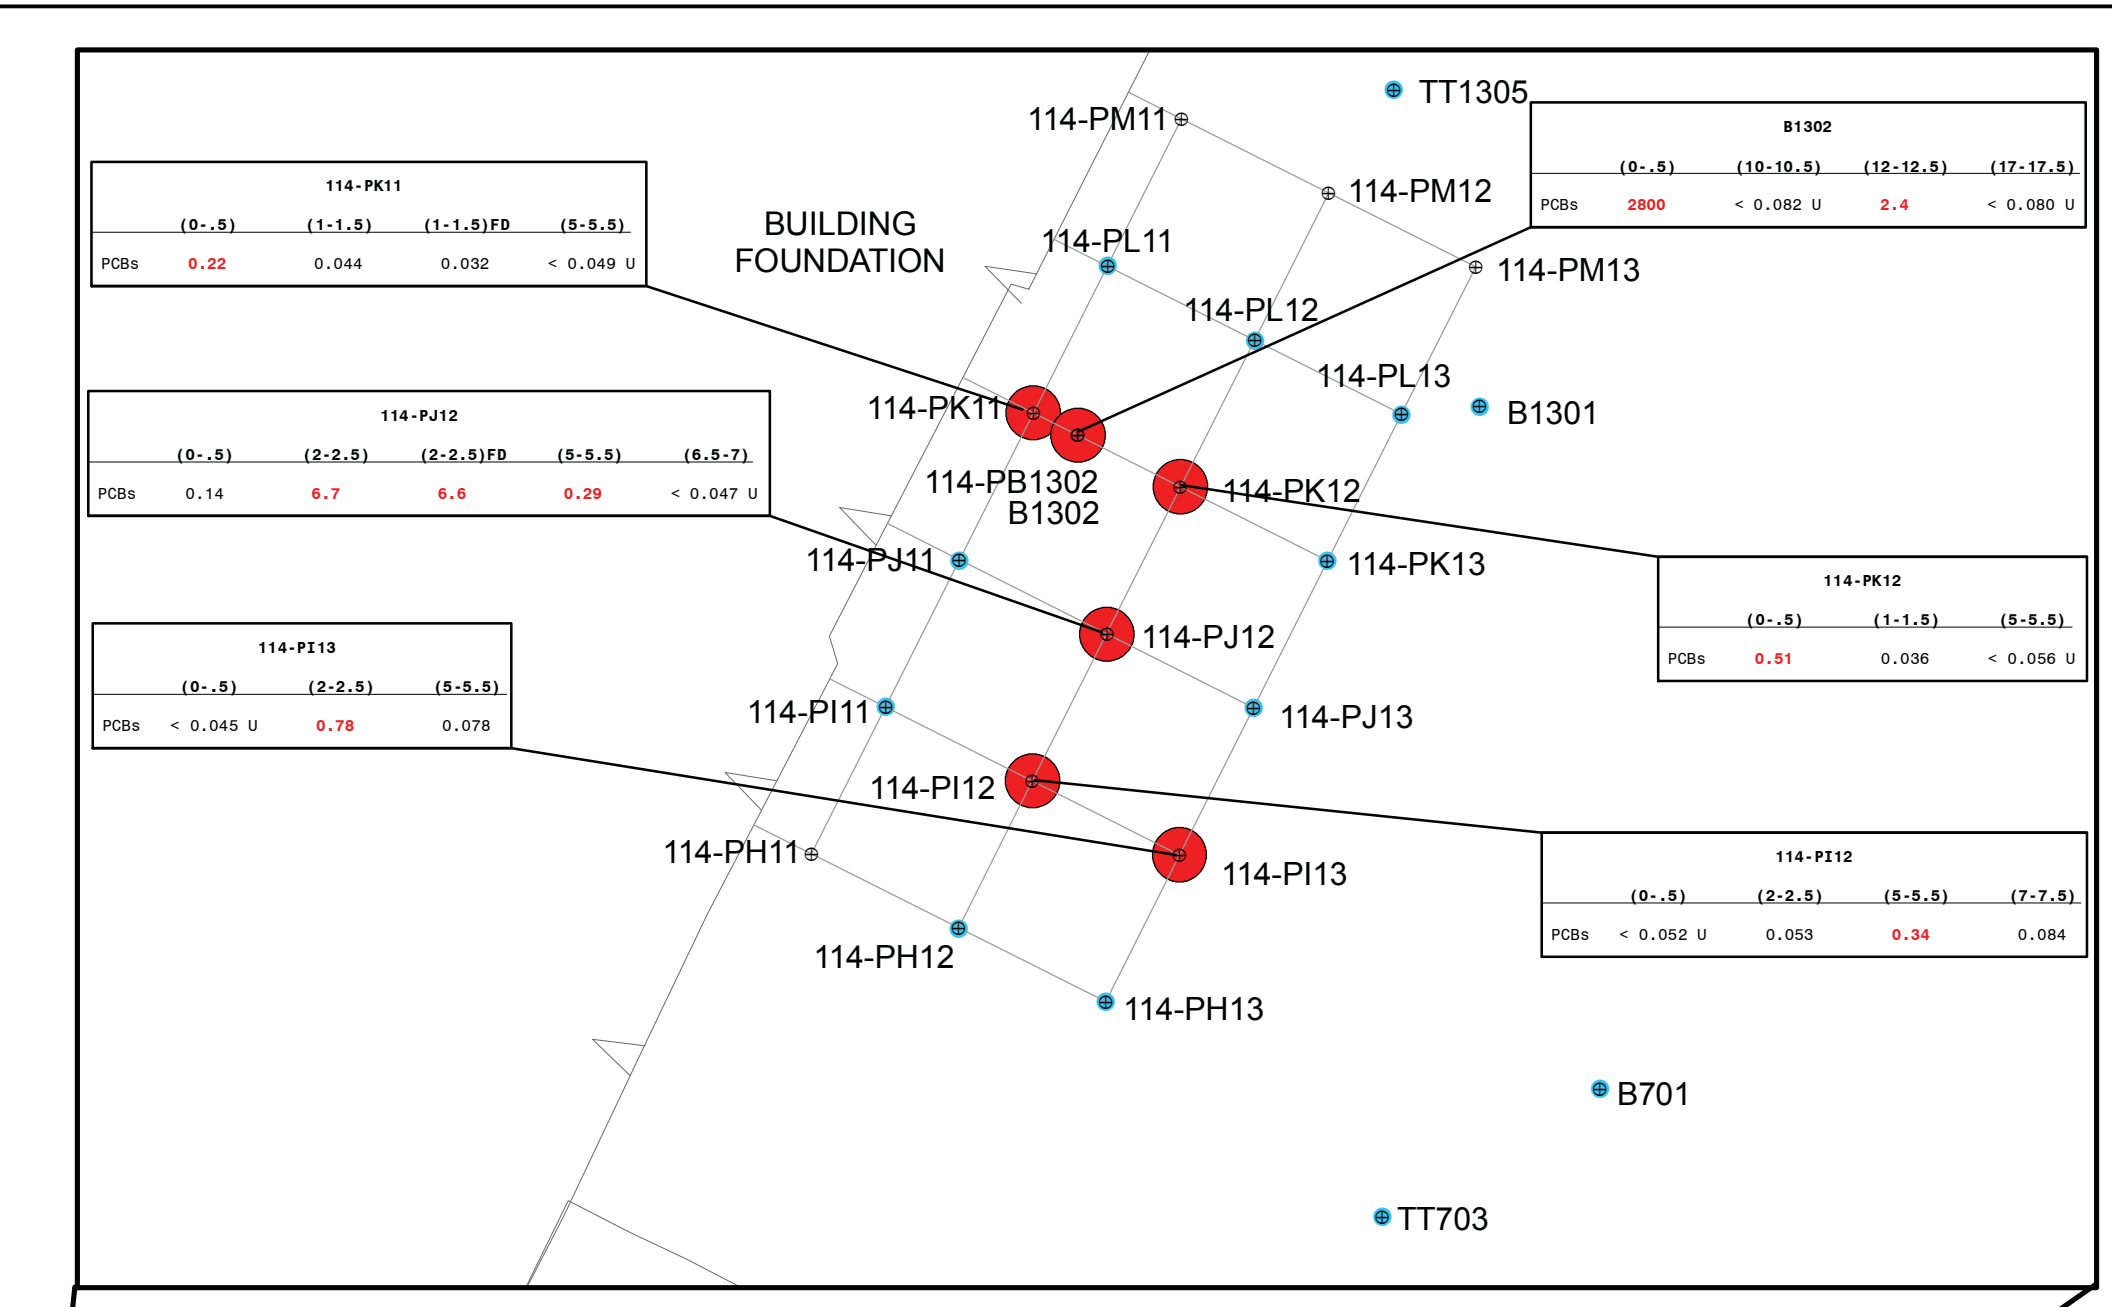 TT1305
114-PM11
B1302
(0-.5) (10-10.5) (12-12.5) (17-17.5)
PCBs 2800 < 0.082 U 2.4 < 0.080 U
114-PK11
(0-.5) (1-1.5) (1-1.5)FD (5-5.5)
PCBs 0.22 0.044 0.032 < 0.049 U
114-PM12
BUILDING
FOUNDATION
114-PL11
114-PM13
114-PL12
114-PL13
114-PK11
B1301
114-PJ12
(0-.5) (2-2.5) (2-2.5)FD (5-5.5) (6.5-7)
PCBs 0.14 6.7 6.6 0.29 < 0.047 U
114-PB1302
B1302
114-PK12
114-PJ11
114-PK13
114-PK12
(0-.5) (1-1.5) (5-5.5)
PCBs 0.51 0.036 < 0.056 U
114-PJ12
114-PI13
(0-.5) (2-2.5) (5-5.5)
PCBs < 0.045 U 0.78 0.078
114-PI11
114-PJ13
114-PI12
114-PH11
114-PI13
114-PI12
(0-.5) (2-2.5) (5-5.5) (7-7.5)
PCBs < 0.052 U 0.053 0.34 0.084
114-PH12
114-PH13
B701
TT703